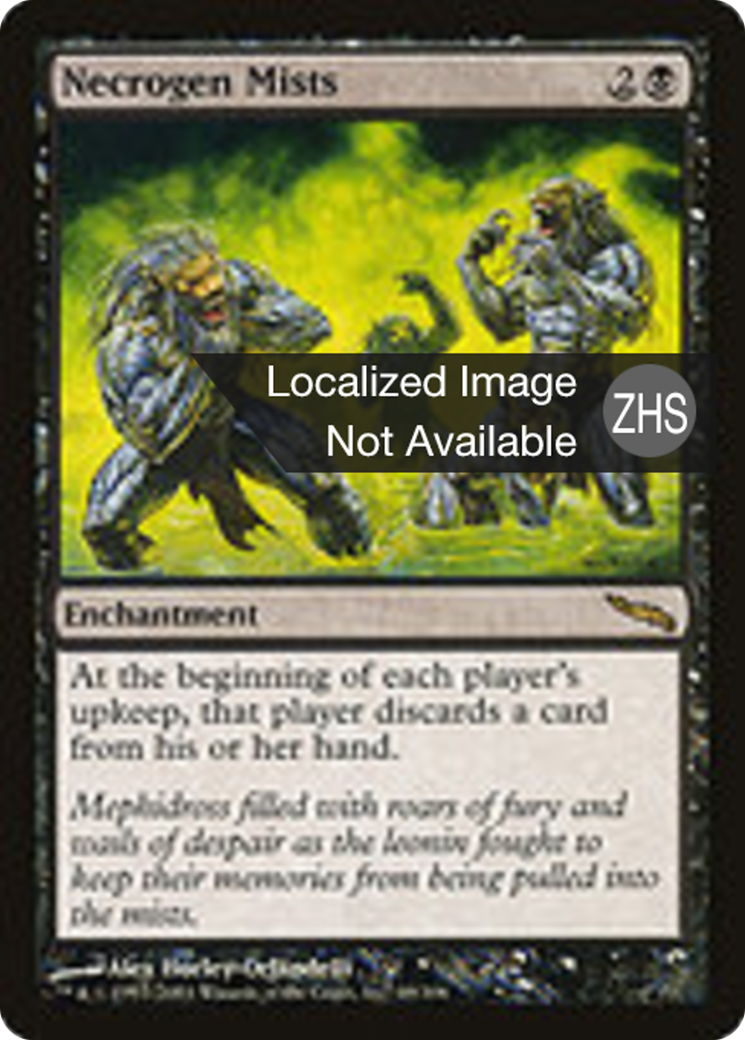 Necrogen Mists
2
Localized Image
Not Available
ZHS
Enchantment
At the beginning of each player's
upkeep, that player discards a card
from his or her hand.
Mephidross filled with roars of fury and
wails of despair as the leonin fought to
keep their memories from being pulled into
the mists.
Alex Horley-Orlandelli